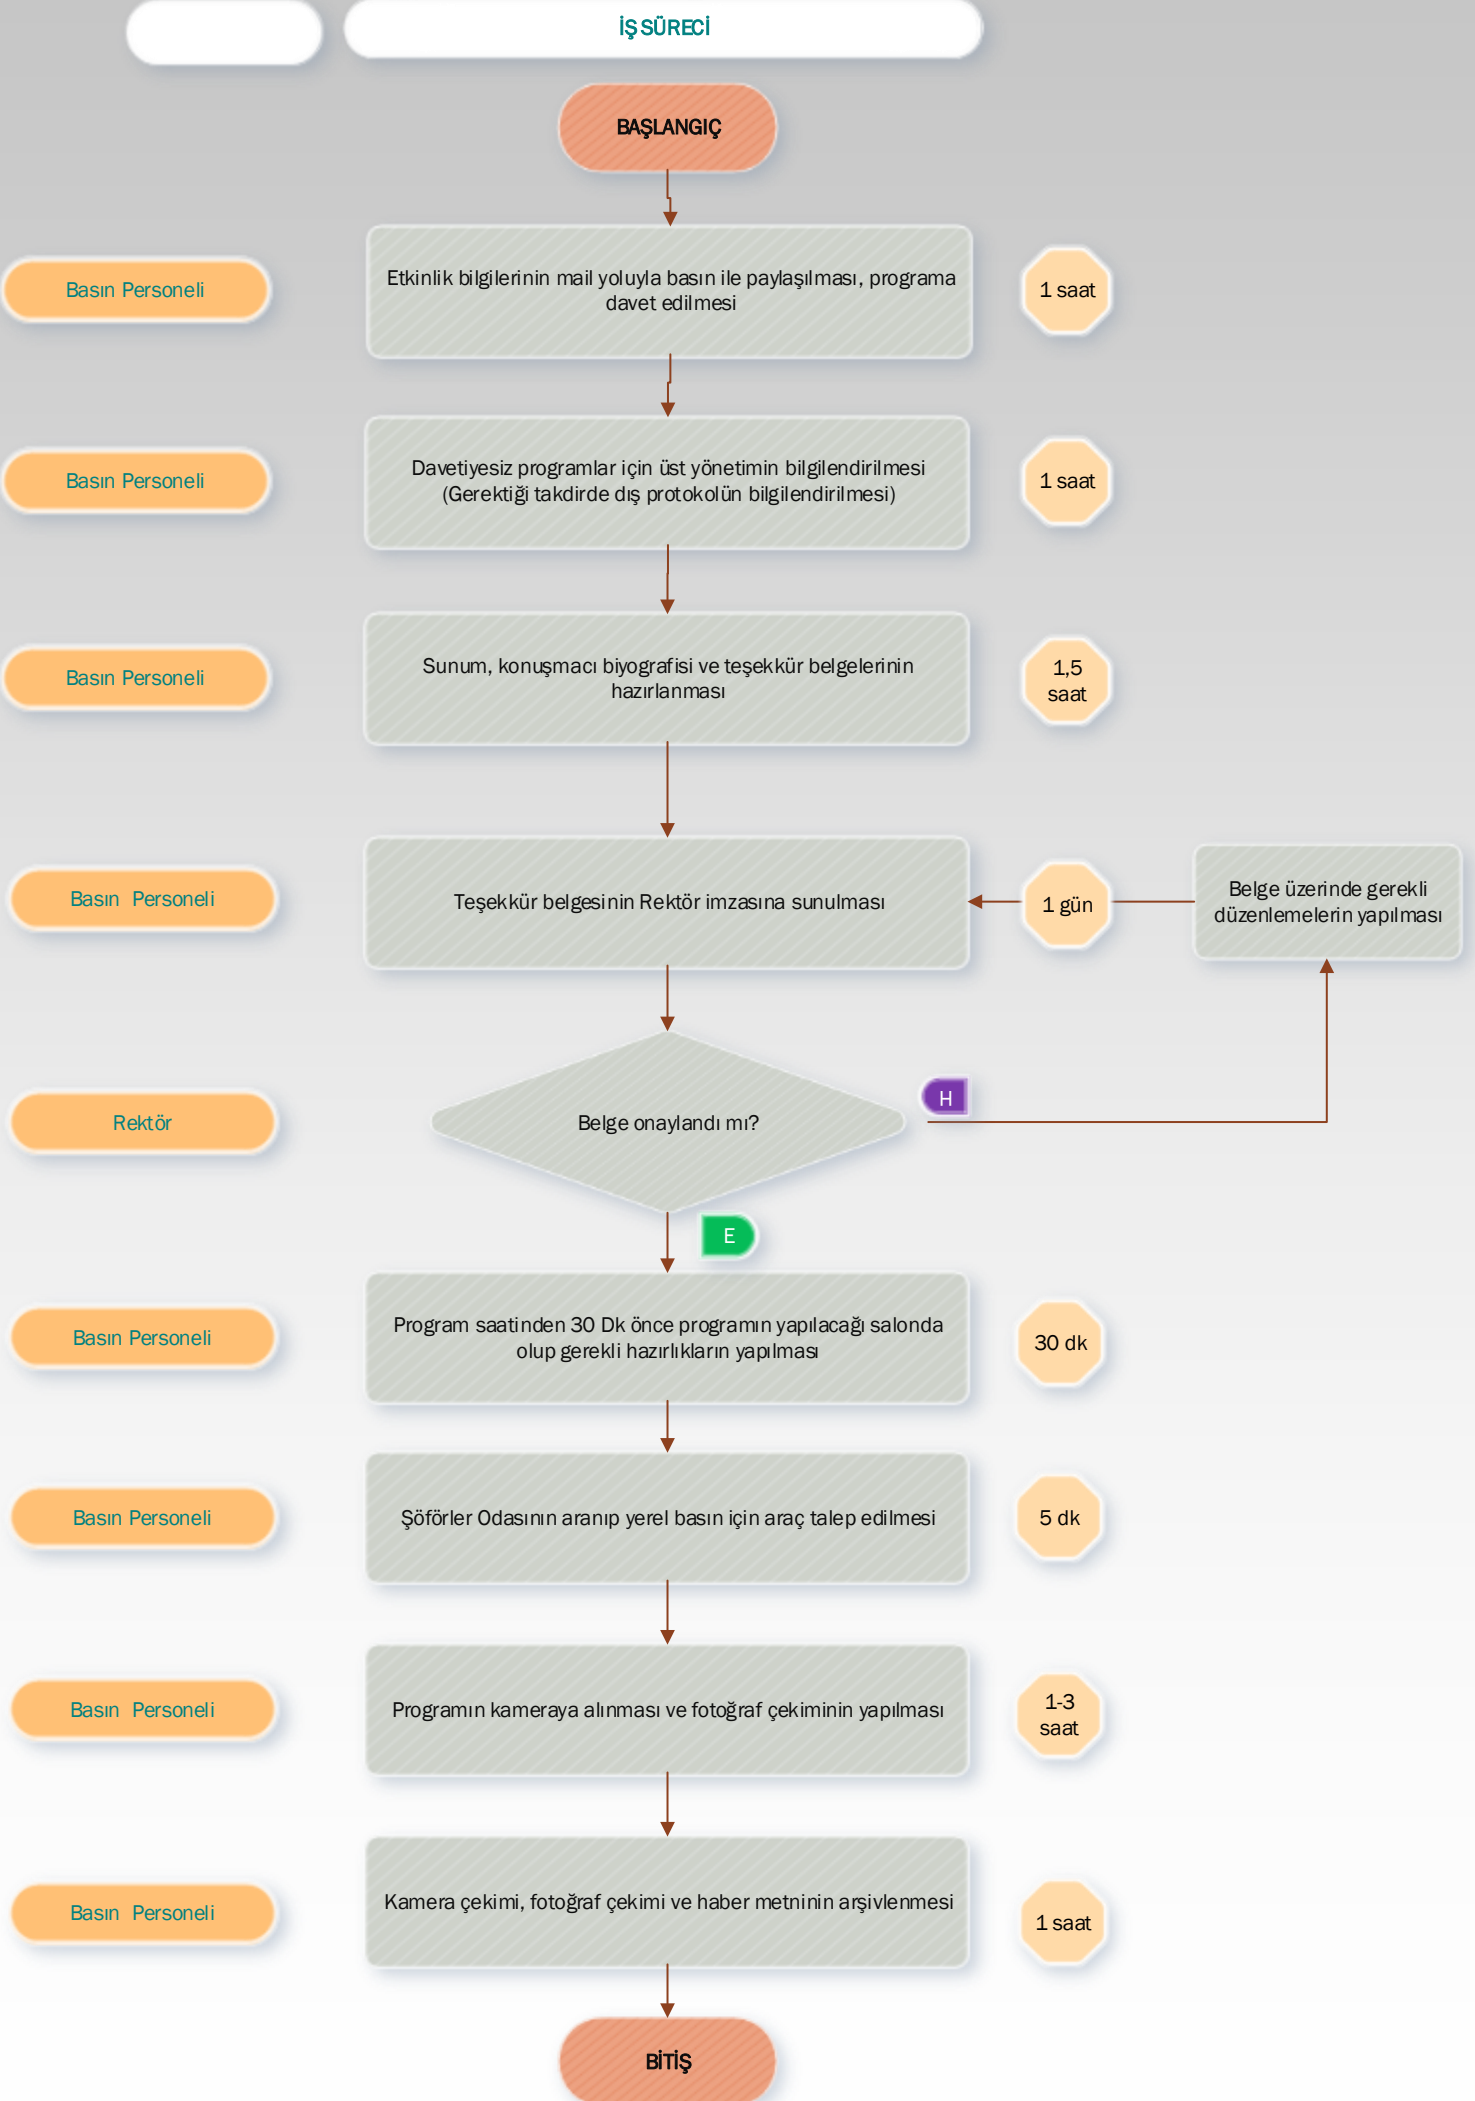 İŞ SÜRECİ
BAŞLANGIÇ
Basın Personeli
Etkinlik bilgilerinin mail yoluyla basın ile paylaşılması, programa
davet edilmesi
1 saat
Basın Personeli
Davetiyesiz programlar için üst yönetimin bilgilendirilmesi
(Gerektiği takdirde dış protokolün bilgilendirilmesi)
1 saat
Basın Personeli
Sunum, konuşmacı biyografisi ve teşekkür belgelerinin
hazırlanması
1,5
saat
Basın Personeli
Teşekkür belgesinin Rektör imzasına sunulması
1 gün
Belge üzerinde gerekli
düzenlemelerin yapılması
Rektör
Belge onaylandı mı?
H
E
Basın Personeli
Program saatinden 30 Dk önce programın yapılacağı salonda
olup gerekli hazırlıkların yapılması
30 dk
Basın Personeli
Şöförler Odasının aranıp yerel basın için araç talep edilmesi
5 dk
Basın Personeli
Programın kameraya alınması ve fotoğraf çekiminin yapılması
1-3
saat
Basın Personeli
Kamera çekimi, fotoğraf çekimi ve haber metninin arşivlenmesi
1 saat
BİTİŞ